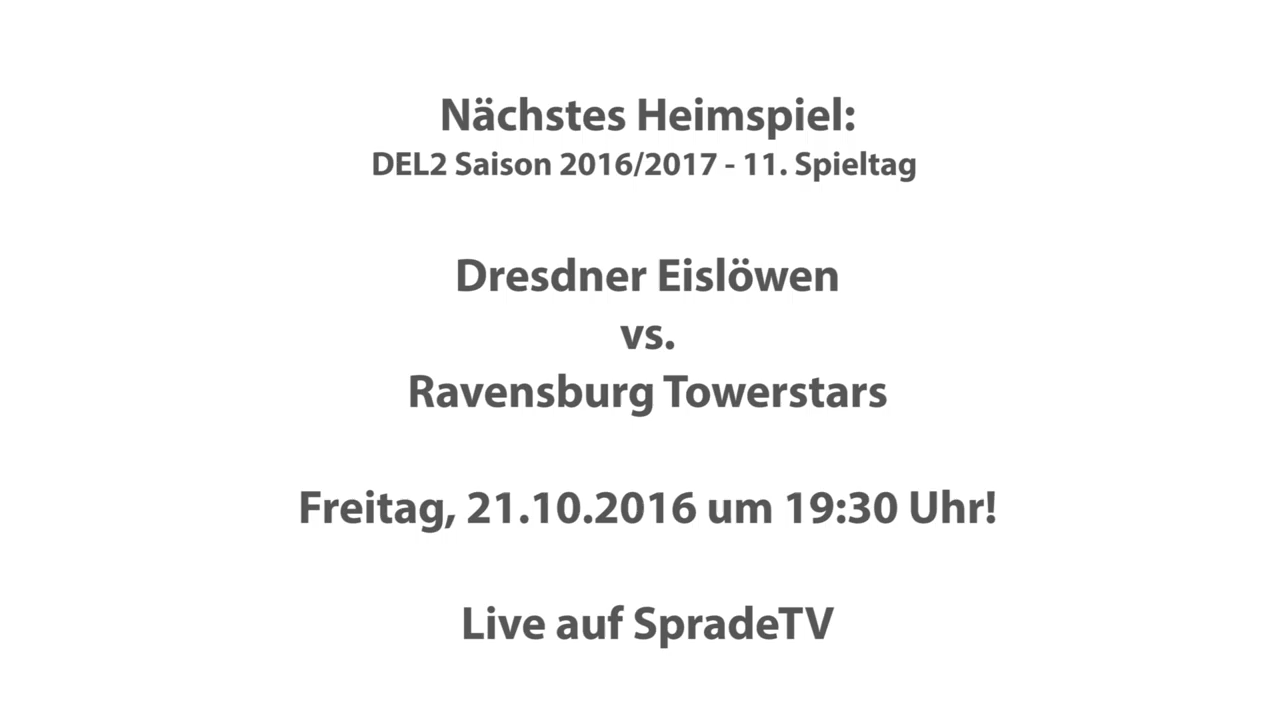 Nächstes Heimspiel:
DEL2 Saison 2016/2017 - 11. Spieltag
Dresdner Eislöwen
vs.
Ravensburg Towerstars
Freitag, 21.10.2016 um 19:30 Uhr!
Live auf SpradeTV